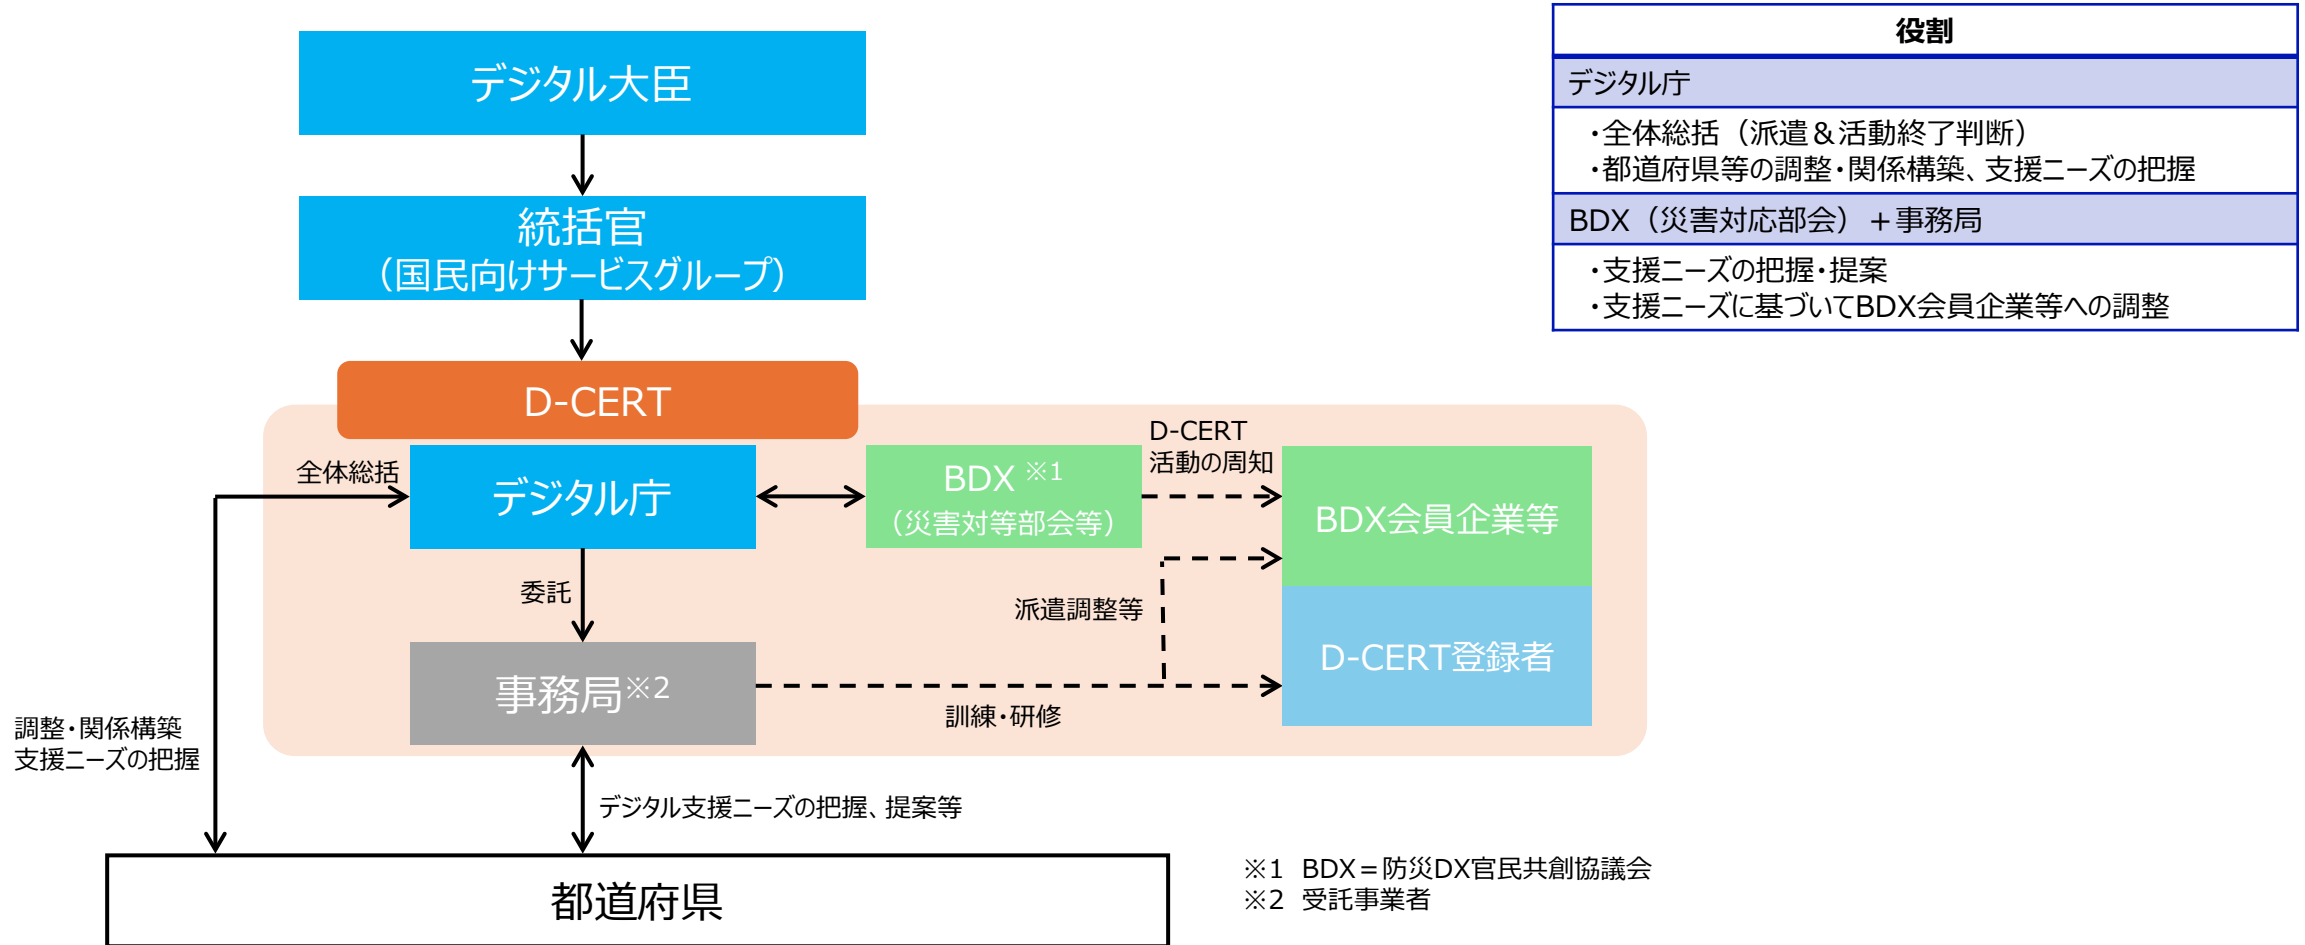 デジタル大臣
統括官
（国民向けサービスグループ）
D-CERT
全体総括
デジタル庁
BDX ※1
（災害対等部会等）
D-CERT
活動の周知
BDX会員企業等
委託
派遣調整等
D-CERT登録者
事務局※2
訓練・研修
調整・関係構築
支援ニーズの把握
デジタル支援ニーズの把握、提案等
都道府県
役割
デジタル庁
・全体総括（派遣＆活動終了判断）
・都道府県等の調整・関係構築、支援ニーズの把握
BDX（災害対応部会）＋事務局
・支援ニーズの把握・提案
・支援ニーズに基づいてBDX会員企業等への調整
※1 BDX＝防災DX官民共創協議会
※2 受託事業者